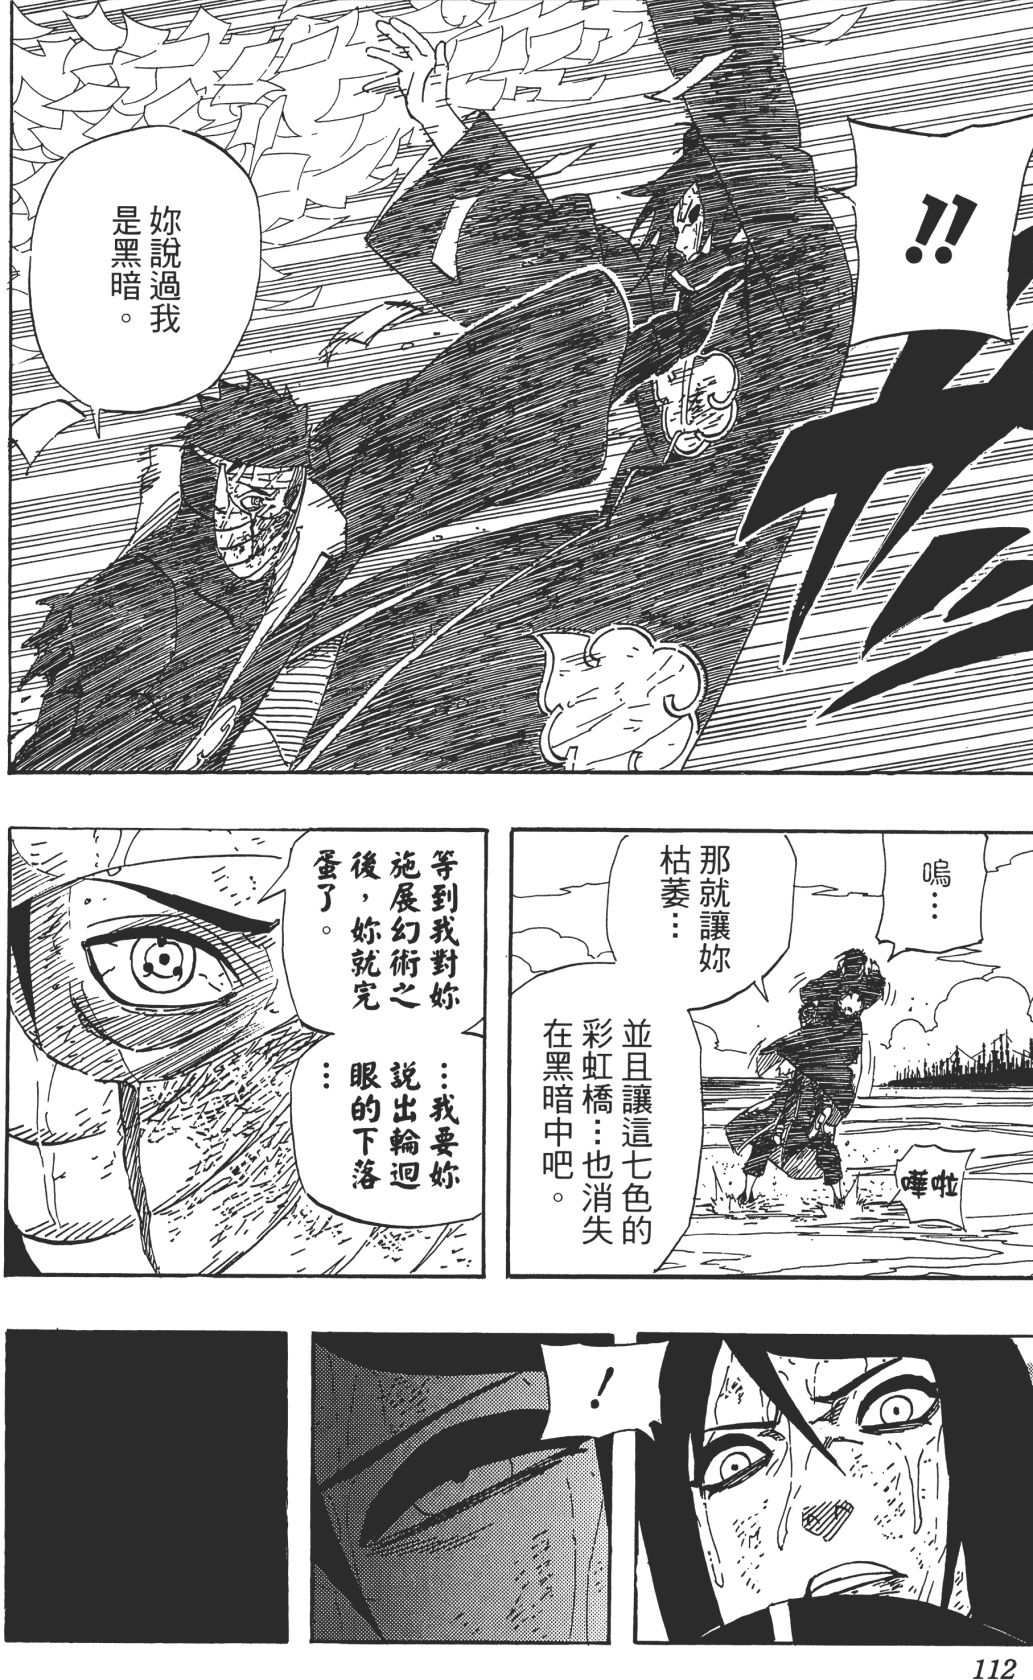 !!
妳說過我
是黑暗。
嗚…
那就讓妳
枯萎…
並且讓這七色的
彩虹橋…也消失
在黑暗中吧。
嘩啦
等到我對妳
施展幻術之
後，妳就完
蛋了。
…我要妳
說出輪迴
眼的下落
…
!
112